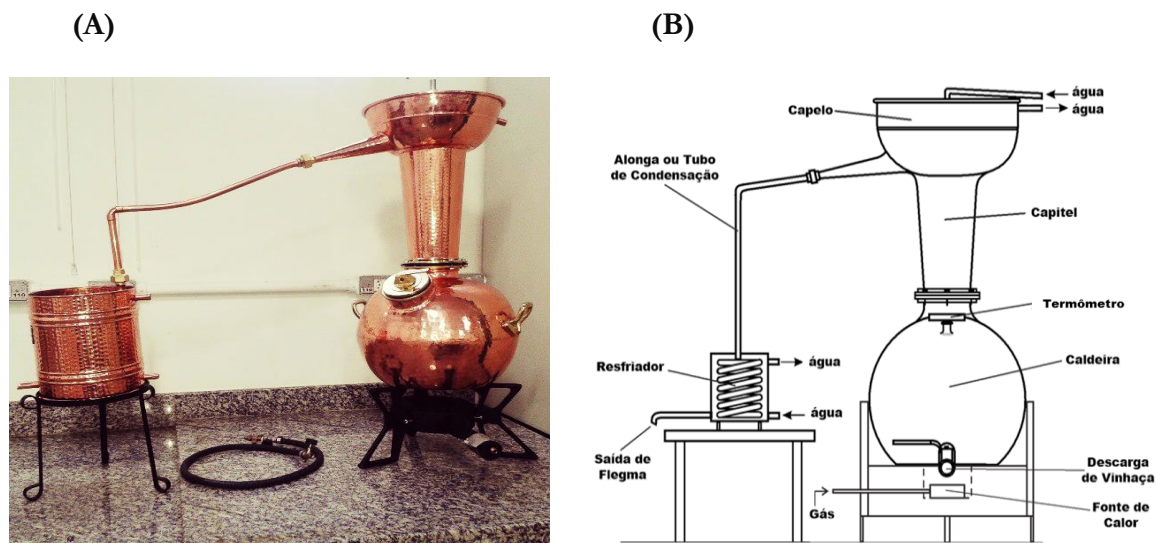 (A)
(B)
água
água
Capelo
Alonga ou Tubo
de Condensação
Capitel
Termômetro
água
Resfriador
Caldeira
água
Saída de
Flegma
Descarga
de Vinhaça
Gás
Fonte de
Calor